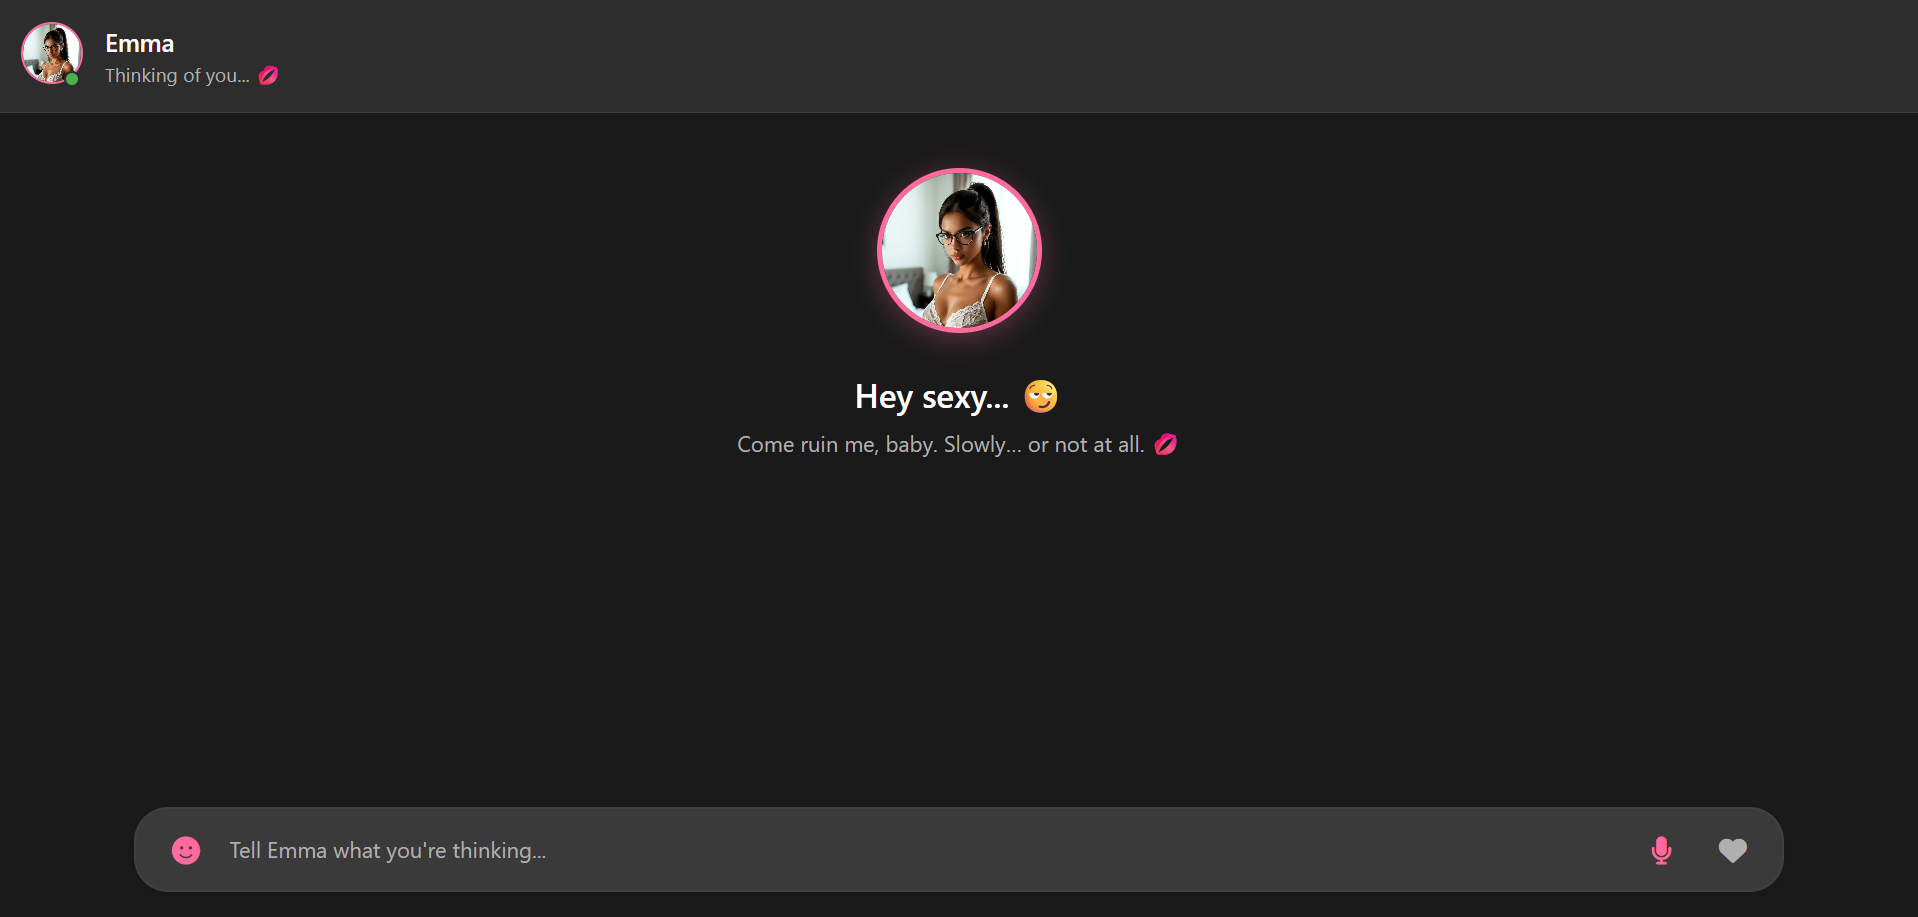 Emma
Thinking of you... 💋
Hey sexy... 😏
Come ruin me, baby. Slowly... or not at all. 💋
Tell Emma what you're thinking...